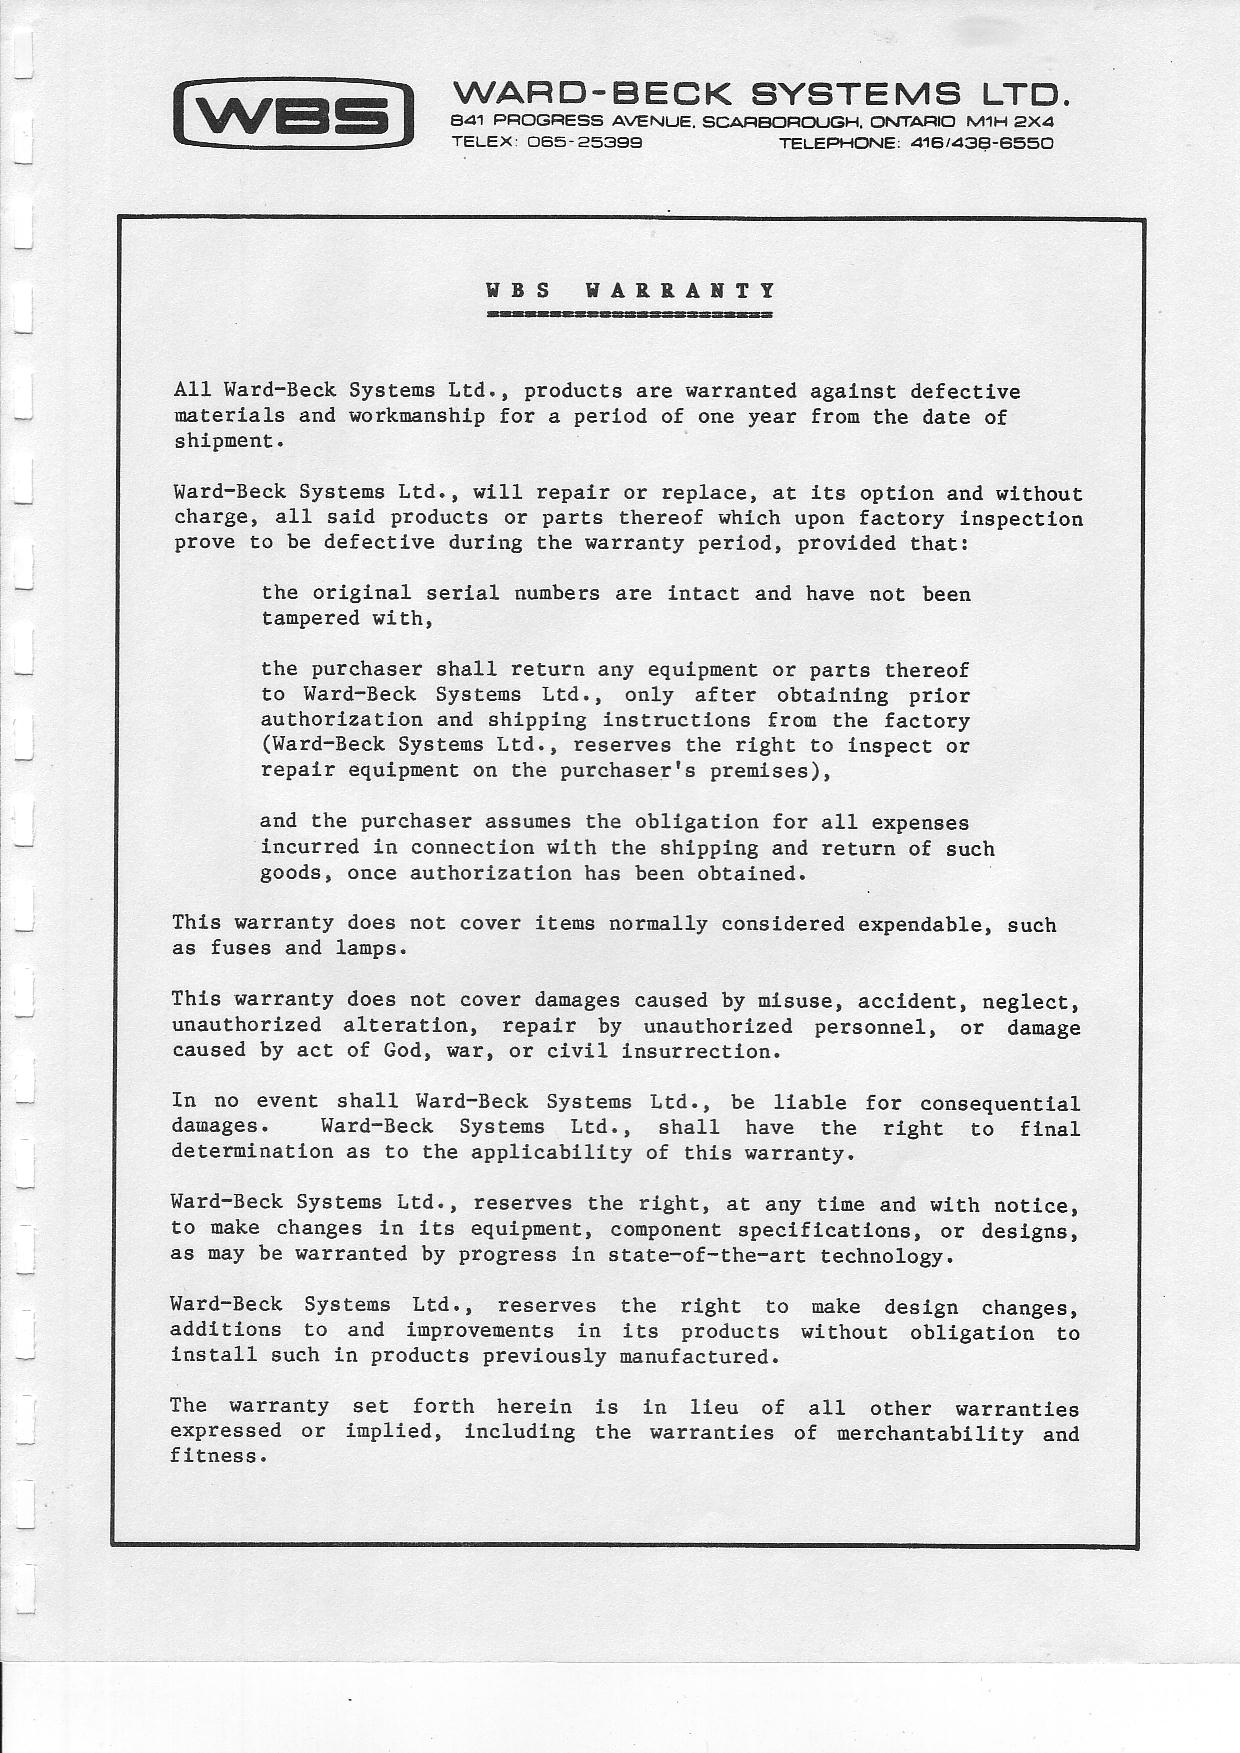 WBS
WARD-BECK SYSTEMS LTD.
841 PROGRESS AVENUE, SCARBOROUGH, ONTARIO M1H 2X4
TELEX: 065-25399 TELEPHONE: 416/438-6550
WBS WARRANTY
All Ward-Beck Systems Ltd., products are warranted against defective
materials and workmanship for a period of one year from the date of
shipment.
Ward-Beck Systems Ltd., will repair or replace, at its option and without
charge, all said products or parts thereof which upon factory inspection
prove to be defective during the warranty period, provided that:
the original serial numbers are intact and have not been
tampered with,
the purchaser shall return any equipment or parts thereof
to Ward-Beck Systems Ltd., only after obtaining prior
authorization and shipping instructions from the factory
(Ward-Beck Systems Ltd., reserves the right to inspect or
repair equipment on the purchaser's premises),
and the purchaser assumes the obligation for all expenses
incurred in connection with the shipping and return of such
goods, once authorization has been obtained.
This warranty does not cover items normally considered expendable, such
as fuses and lamps.
This warranty does not cover damages caused by misuse, accident, neglect,
unauthorized alteration, repair by unauthorized personnel, or damage
caused by act of God, war, or civil insurrection.
In no event shall Ward-Beck Systems Ltd., be liable for consequential
damages. Ward-Beck Systems Ltd., shall have the right to final
determination as to the applicability of this warranty.
Ward-Beck Systems Ltd., reserves the right, at any time and with notice,
to make changes in its equipment, component specifications, or designs,
as may be warranted by progress in state-of-the-art technology.
Ward-Beck Systems Ltd., reserves the right to make design changes,
additions to and improvements in its products without obligation to
install such in products previously manufactured.
The warranty set forth herein is in lieu of all other warranties
expressed or implied, including the warranties of merchantability and
fitness.